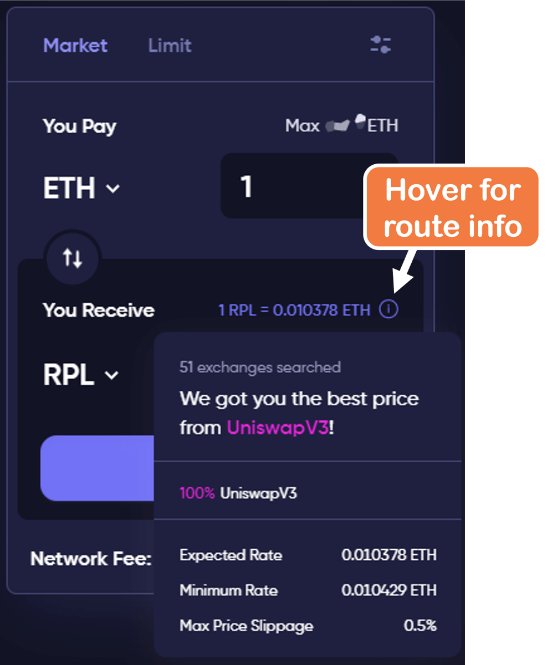 Market Limit
You Pay Max ETH
ETH 1
Hover for
route info
You Receive 1 RPL = 0.010378 ETH
RPL
51 exchanges searched
We got you the best price
from UniswapV3!
100% UniswapV3
Network Fee:
Expected Rate 0.010378 ETH
Minimum Rate 0.010429 ETH
Max Price Slippage 0.5%